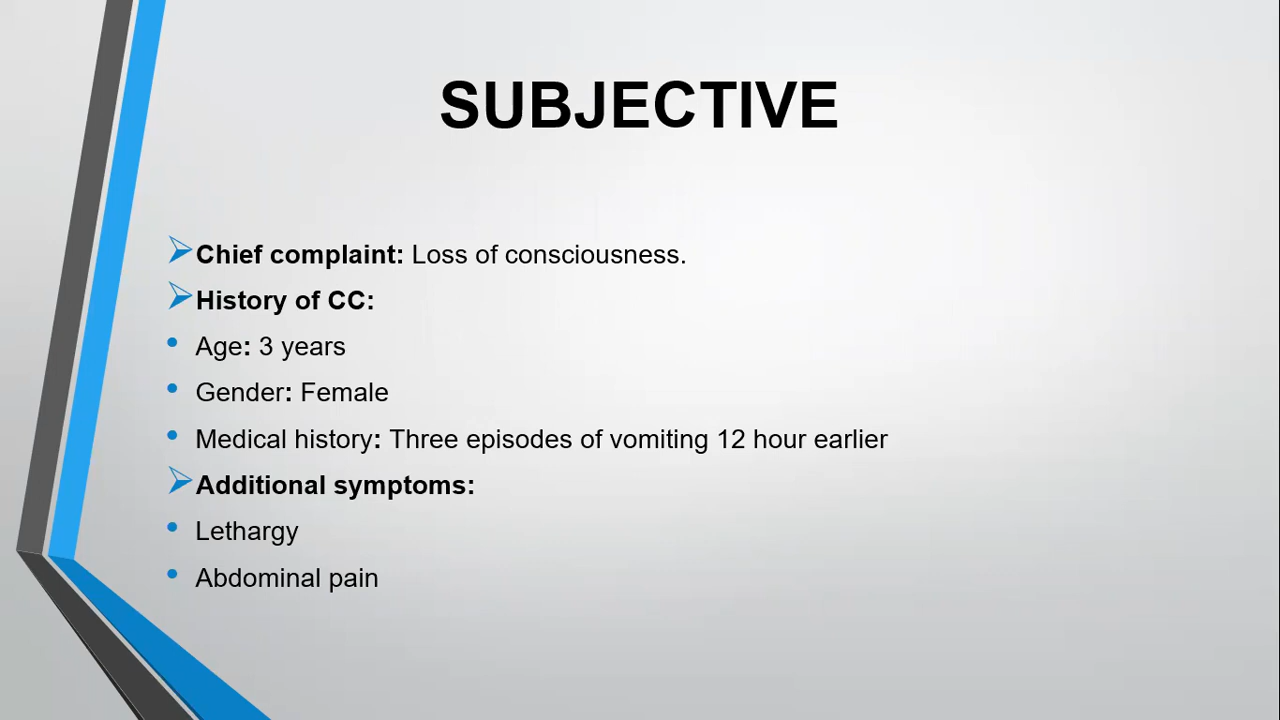 SUBJECTIVE
Chief complaint: Loss of consciousness.
History of CC:
Age: 3 years
Gender: Female
Medical history: Three episodes of vomiting 12 hour earlier
Additional symptoms:
Lethargy
Abdominal pain